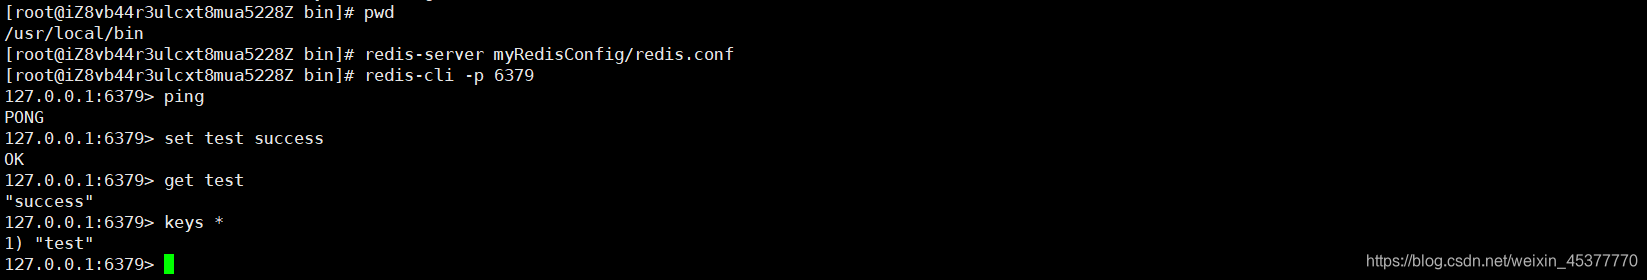 [root@iZ8vb44r3ulcxt8mua5228Z bin]# pwd
/usr/local/bin
[root@iZ8vb44r3ulcxt8mua5228Z bin]# redis-server myRedisConfig/redis.conf
[root@iZ8vb44r3ulcxt8mua5228Z bin]# redis-cli -p 6379
127.0.0.1:6379> ping
PONG
127.0.0.1:6379> set test success
OK
127.0.0.1:6379> get test
"success"
127.0.0.1:6379> keys *
1) "test"
127.0.0.1:6379>
https://blog.csdn.net/weixin_45377770